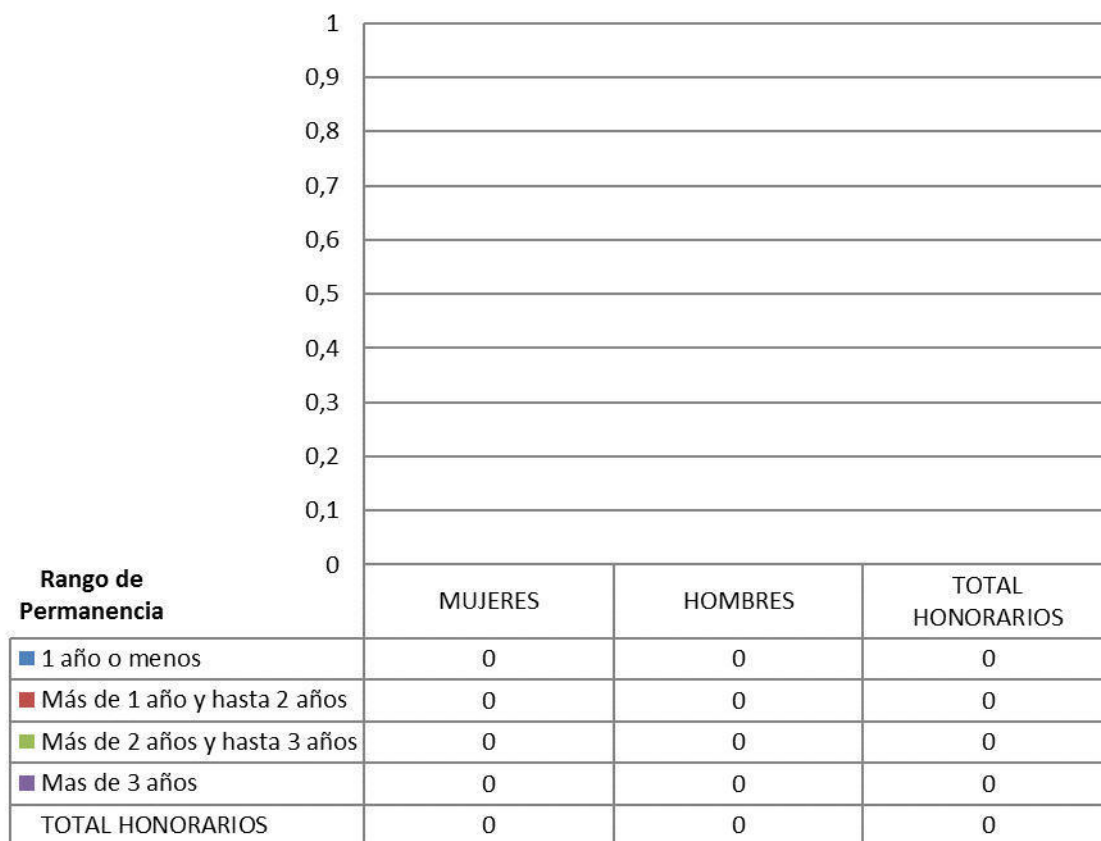 1
0,9
0,8
0,7
0,6
0,5
0,4
0,3
0,2
0,1
0
Rango de
Permanencia
MUJERES HOMBRES TOTAL
HONORARIOS
1 año o menos 0 0 0
Más de 1 año y hasta 2 años 0 0 0
Más de 2 años y hasta 3 años 0 0 0
Mas de 3 años 0 0 0
TOTAL HONORARIOS 0 0 0